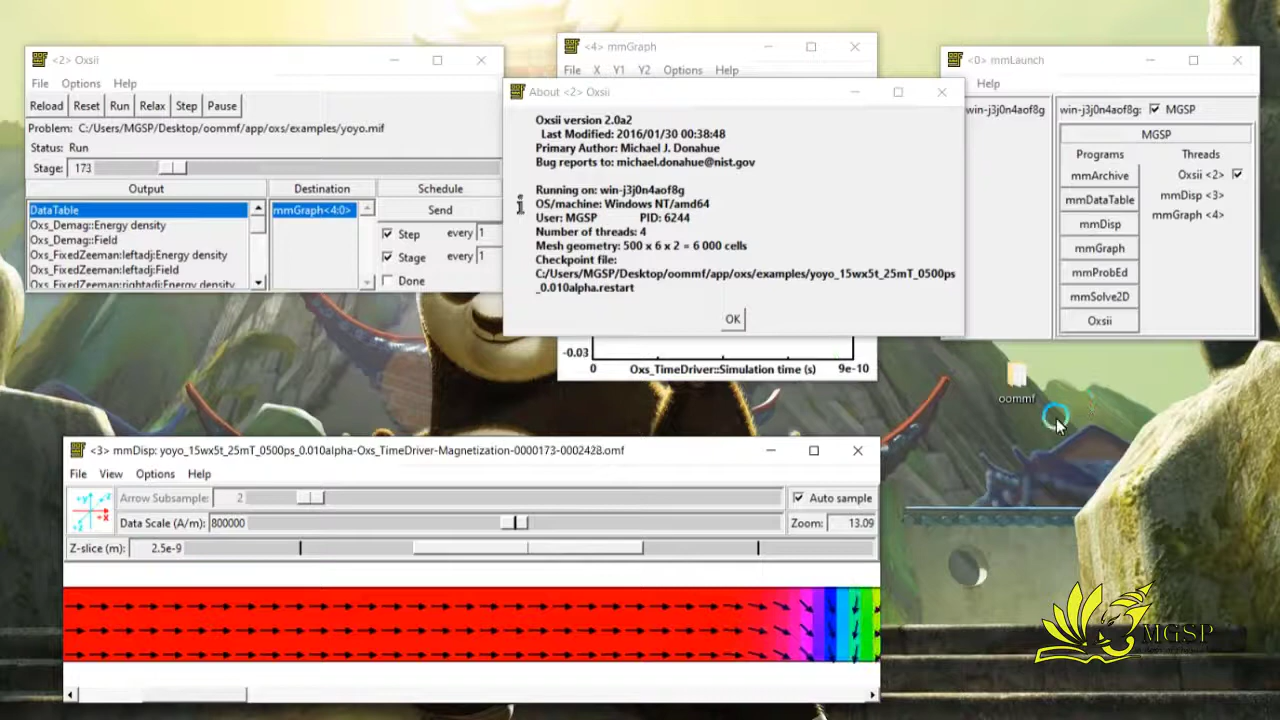 <2> Oxsii
File Options Help
Reload Reset Run Relax Step Pause
Problem: C:/Users/MGSP/Desktop/oommf/app/oxs/examples/yoyo.mif
Status: Run
Stage: 173
Output Destination Schedule
DataTable
Oxs_Demag::Energy density
Oxs_Demag::Field
Oxs_FixedZeeman:leftadj:Energy density
Oxs_FixedZeeman:leftadj:Field
Oxs_FixedZeeman:rightadj:Energy density
mmGraph<4:0>
Send
Step every 1
Stage every 1
Done
<4> mmGraph
File X Y1 Y2 Options Help
-0.03
0 Oxs_TimeDriver::Simulation time (s) 9e-10
About <2> Oxsii
Oxsii version 2.0a2
Last Modified: 2016/01/30 00:38:48
Primary Author: Michael J. Donahue
Bug reports to: michael.donahue@nist.gov
Running on: win-j3j0n4aof8g
OS/machine: Windows NT/amd64
User: MGSP PID: 6244
Number of threads: 4
Mesh geometry: 500 x 6 x 2 = 6 000 cells
Checkpoint file:
C:/Users/MGSP/Desktop/oommf/app/oxs/examples/yoyo_15wx5t_25mT_0500ps
_0.010alpha.restart
OK
<0> mmLaunch
Help
win-j3j0n4aof8g
win-j3j0n4aof8g: MGSP
MGSP
Programs Threads
mmArchive Oxsii <2>
mmDataTable mmDisp <3>
mmDisp mmGraph <4>
mmGraph
mmProbEd
mmSolve2D
Oxsii
oommf
<3> mmDisp: yoyo_15wx5t_25mT_0500ps_0.010alpha-Oxs_TimeDriver-Magnetization-0000173-0002428.omf
File View Options Help
+y -z
-x +x
+z -y
Arrow Subsample: 2 Auto sample
Data Scale (A/m): 800000 Zoom: 13.09
Z-slice (m): 2.5e-9
MGSP